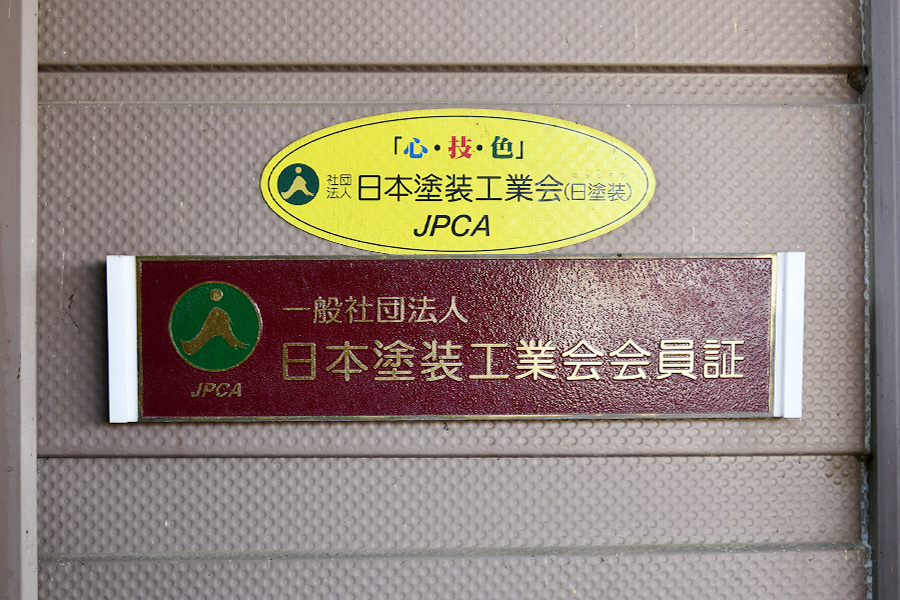 「心・技・色」
社団法人 日本塗装工業会(日塗装)
JPCA
一般社団法人
日本塗装工業会会員証
JPCA